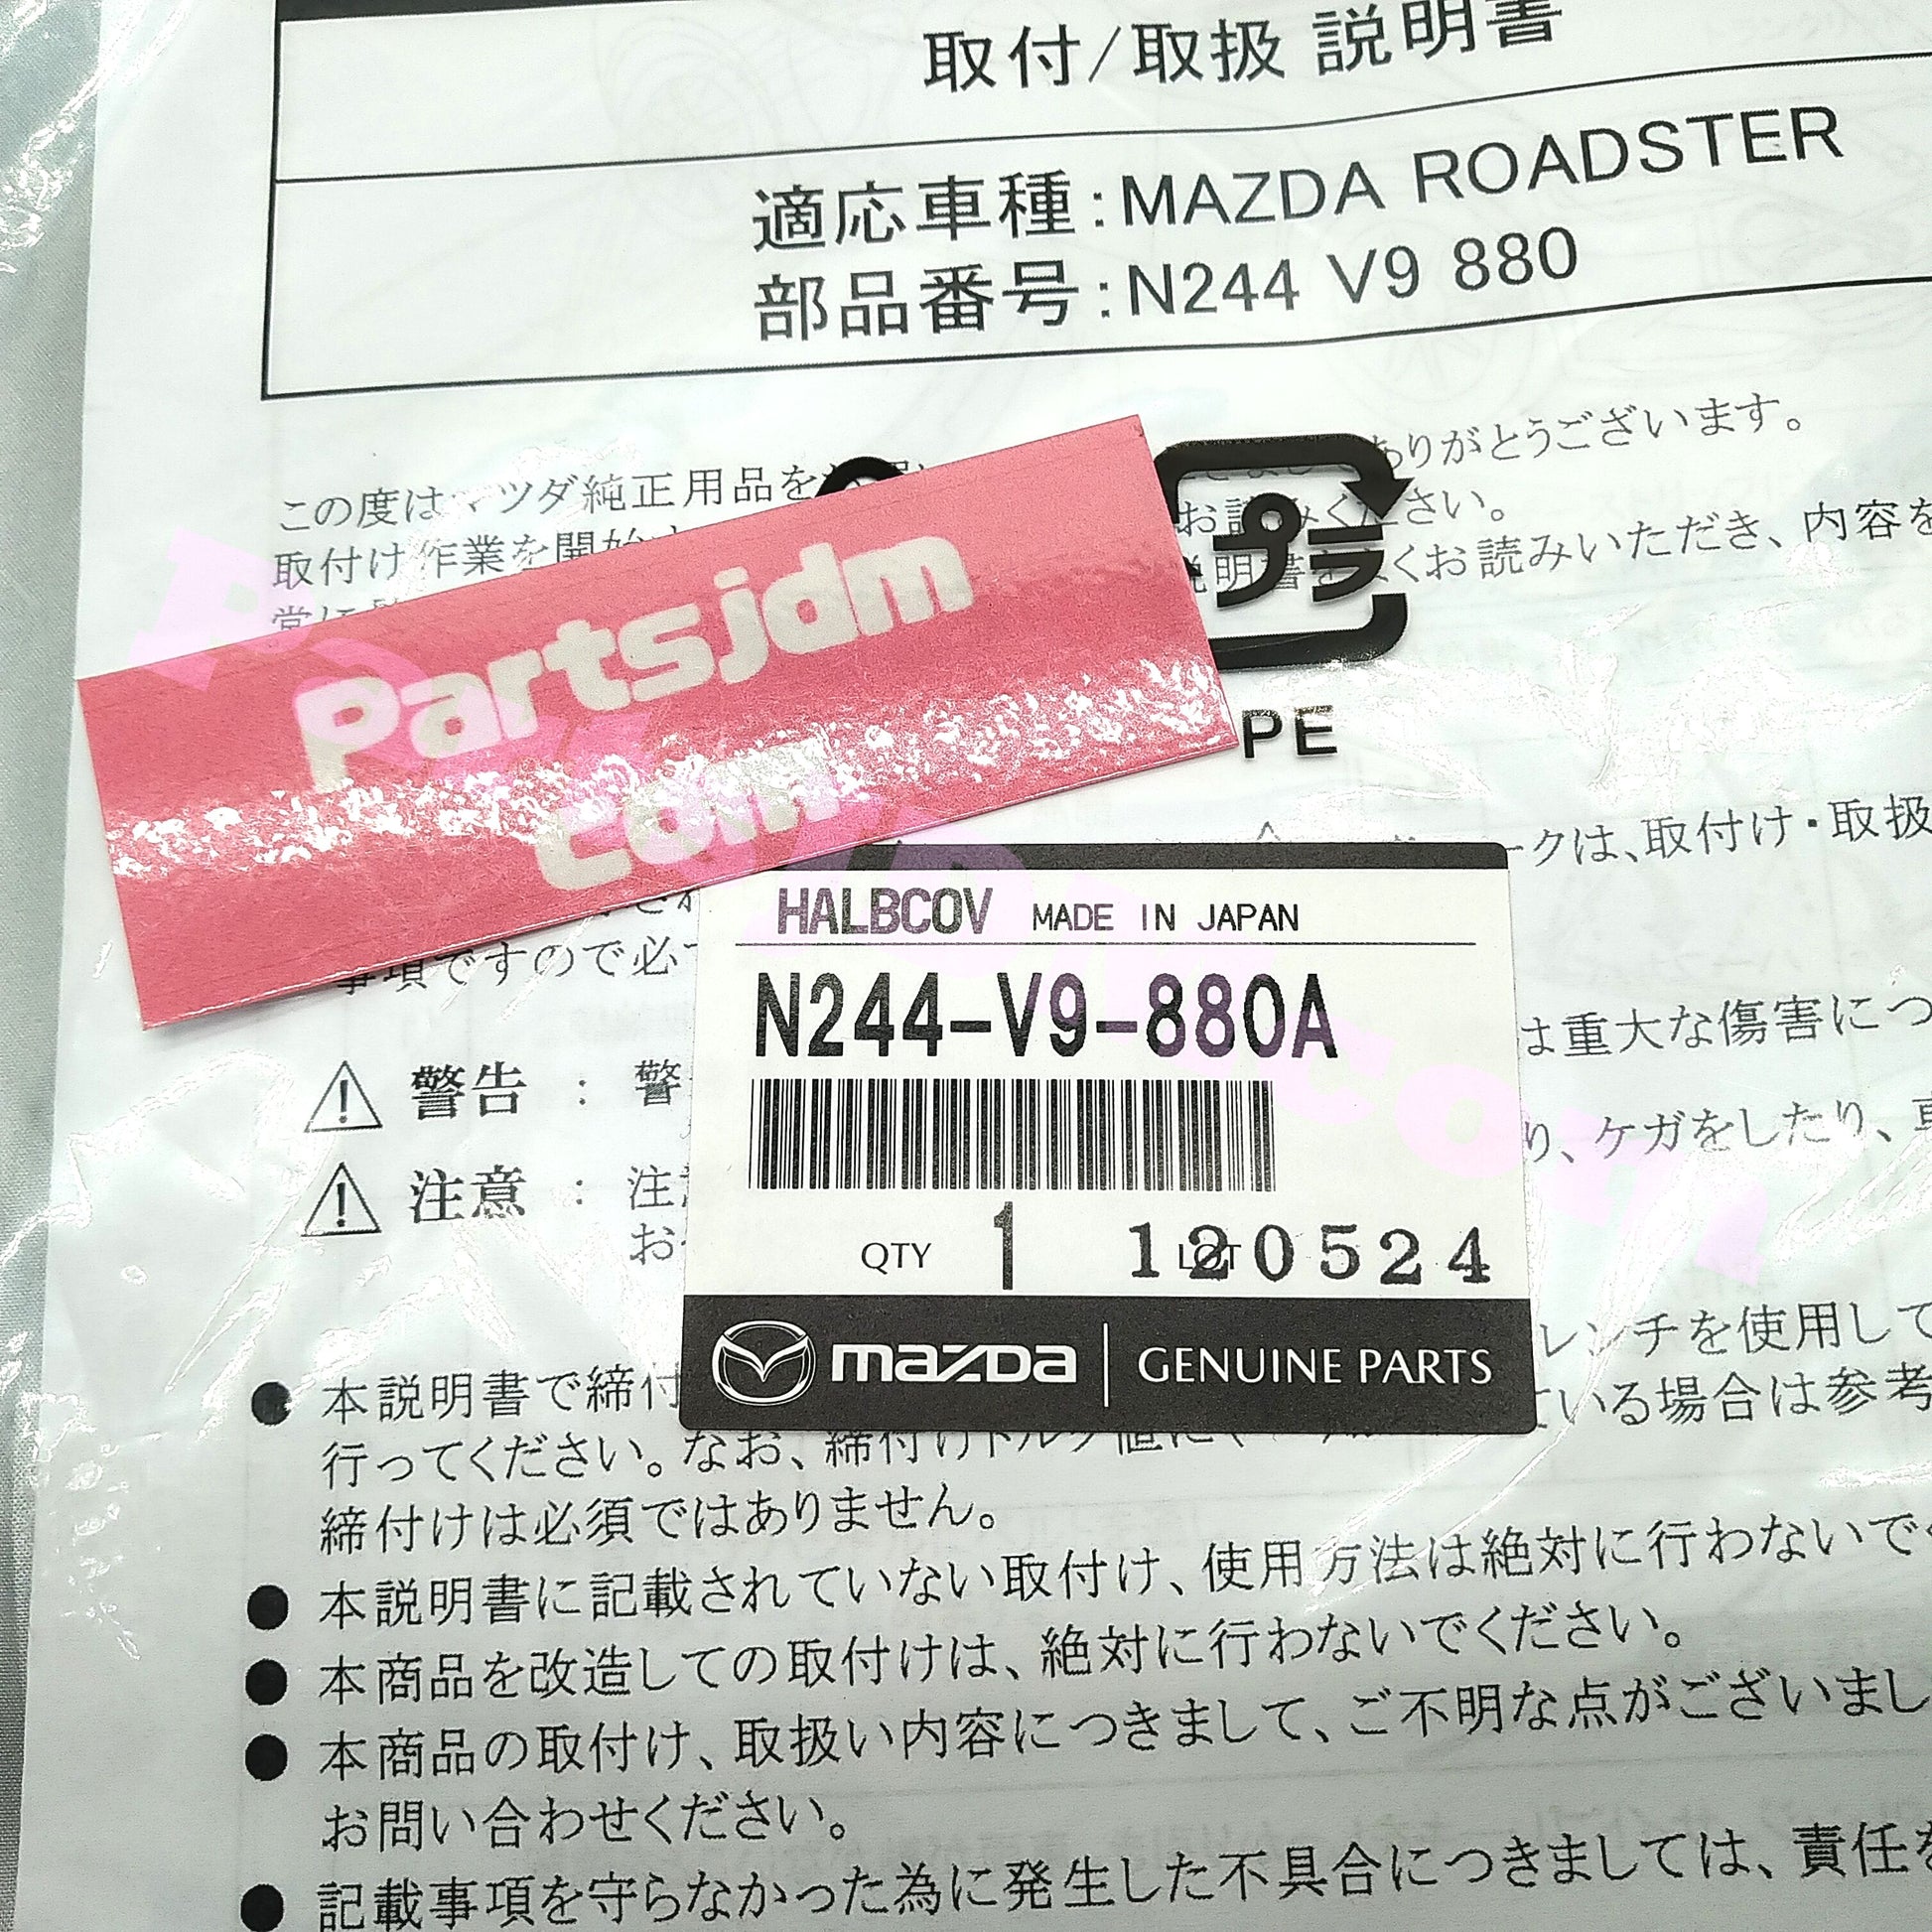 取付/取扱 説明書
適応車種：MAZDA ROADSTER
部品番号：N244 V9 880
この度はマツダ純正用品を
ありがとうございます。
取付け作業を開始
お読みください。
説明書をよくお読みいただき、内容を
プラ
PE
Partsjdm
com
マークは、取付け・取扱
事項ですので必
HALBCOV MADE IN JAPAN
N244-V9-880A
QTY 1 LOT 120524
mazda GENUINE PARTS
は重大な傷害につ
警告 : 警
り、ケガをしたり、
注意 : 注意
お
レンチを使用して
● 本説明書で締付
ている場合は参考
行ってください。なお、締付けトルク値に
締付けは必須ではありません。
● 本説明書に記載されていない取付け、使用方法は絶対に行わないで
● 本商品を改造しての取付けは、絶対に行わないでください。
● 本商品の取付け、取扱い内容につきまして、ご不明な点がございまし
お問い合わせください。
● 記載事項を守らなかった為に発生した不具合につきましては、責任を